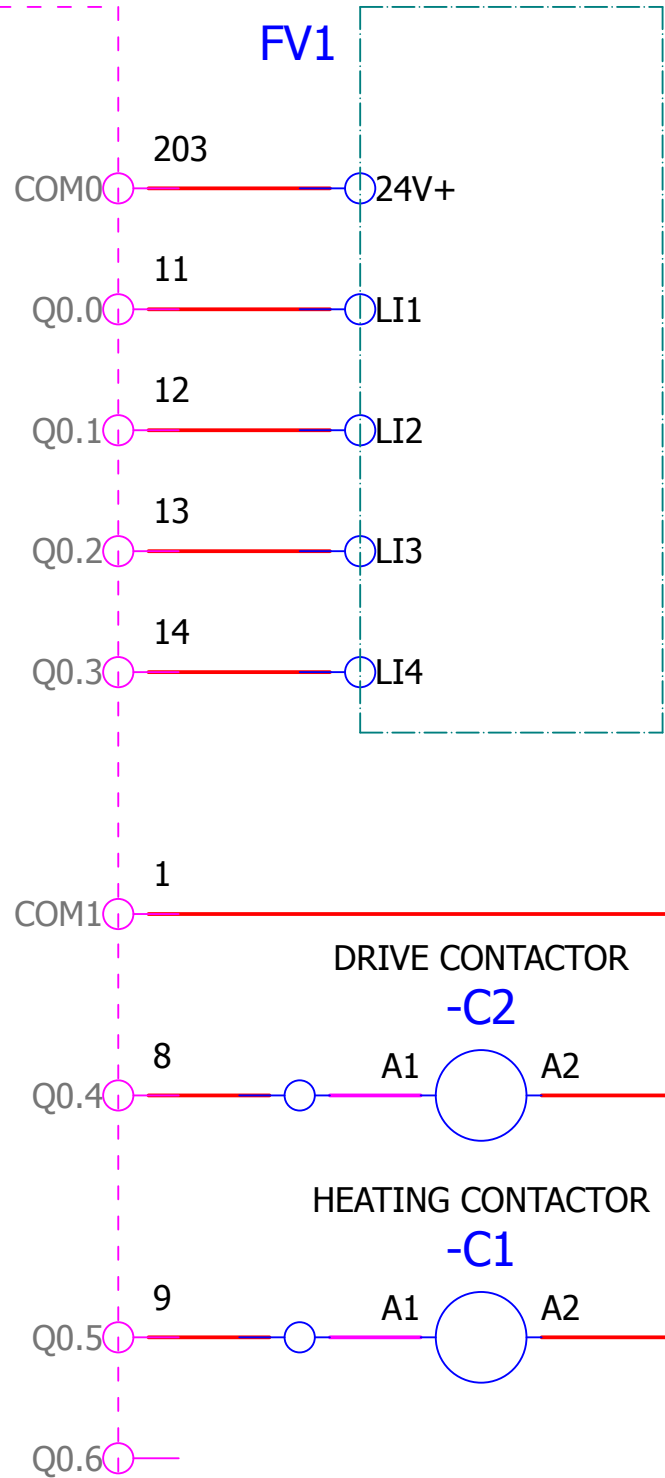 FV1
203
COM0 24V+
11
Q0.0 LI1
12
Q0.1 LI2
13
Q0.2 LI3
14
Q0.3 LI4
1
COM1
DRIVE CONTACTOR
-C2
8 A1 A2
Q0.4
HEATING CONTACTOR
-C1
9 A1 A2
Q0.5
Q0.6